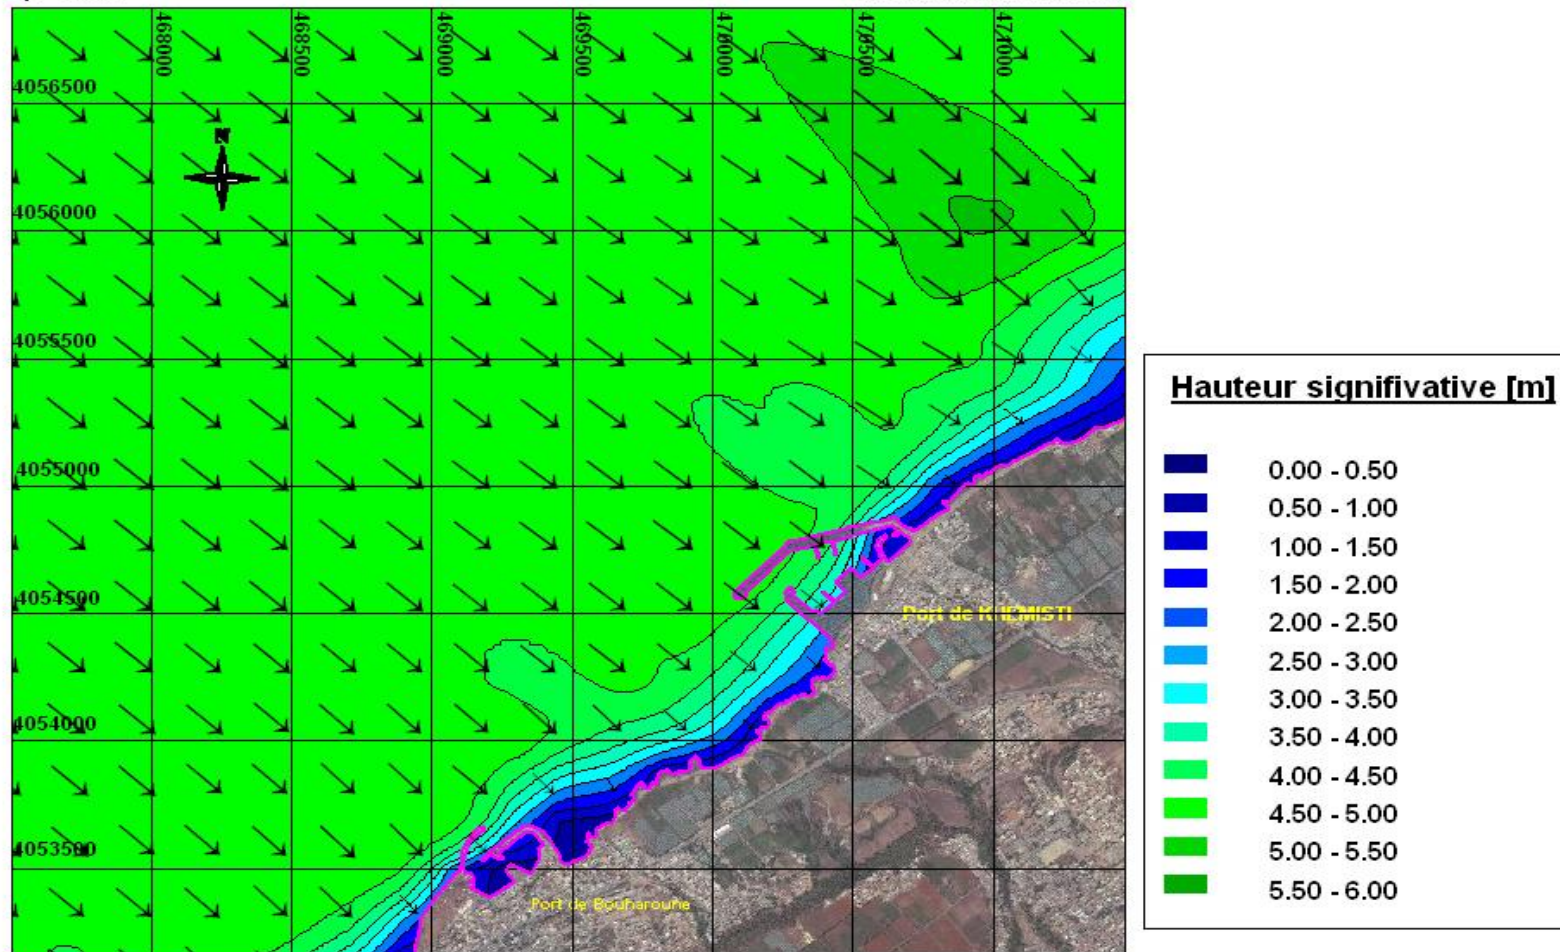 468000
468500
469000
469500
470000
470500
471000
4056500
N
4056000
4055500
4055000
4054500
4054000
4053500
Port de KHEMISTI
Port de Bouharoune
Hauteur signifivative [m]
0.00 - 0.50
0.50 - 1.00
1.00 - 1.50
1.50 - 2.00
2.00 - 2.50
2.50 - 3.00
3.00 - 3.50
3.50 - 4.00
4.00 - 4.50
4.50 - 5.00
5.00 - 5.50
5.50 - 6.00